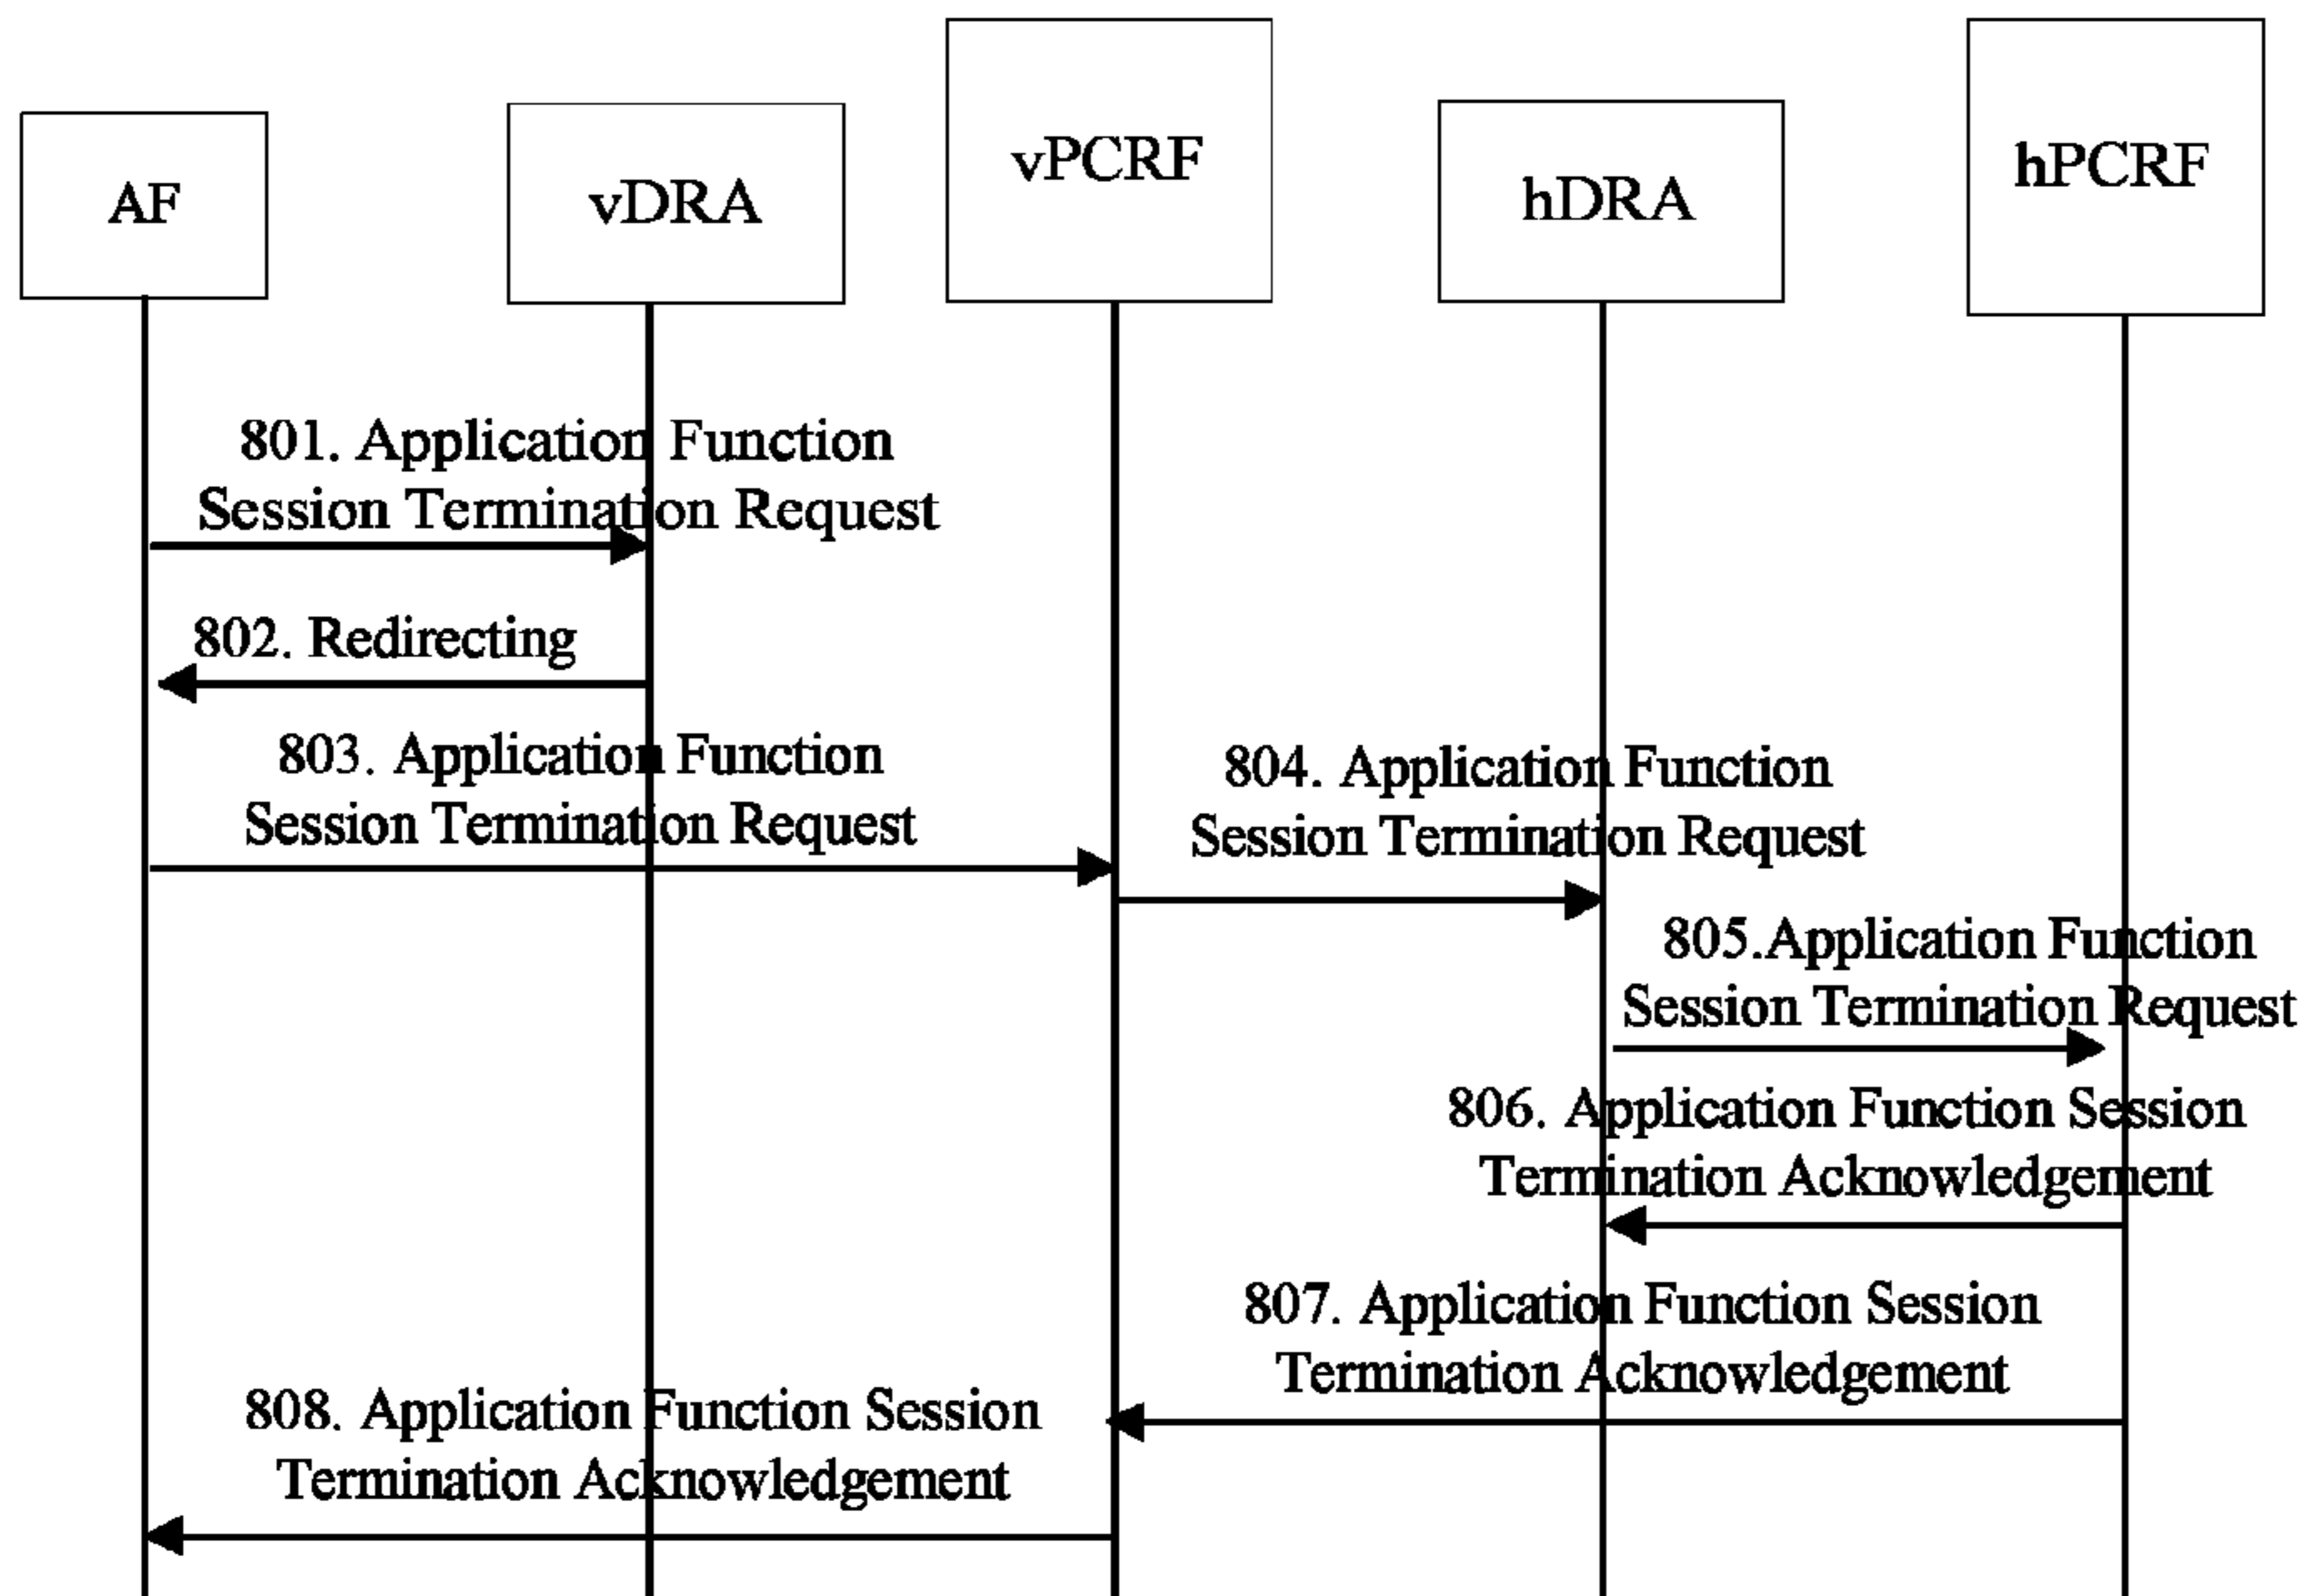 AF
vDRA
vPCRF
hDRA
hPCRF
801. Application Function
Session Termination Request
802. Redirecting
803. Application Function
Session Termination Request
804. Application Function
Session Termination Request
805.Application Function
Session Termination Request
806. Application Function Session
Termination Acknowledgement
807. Application Function Session
Termination Acknowledgement
808. Application Function Session
Termination Acknowledgement